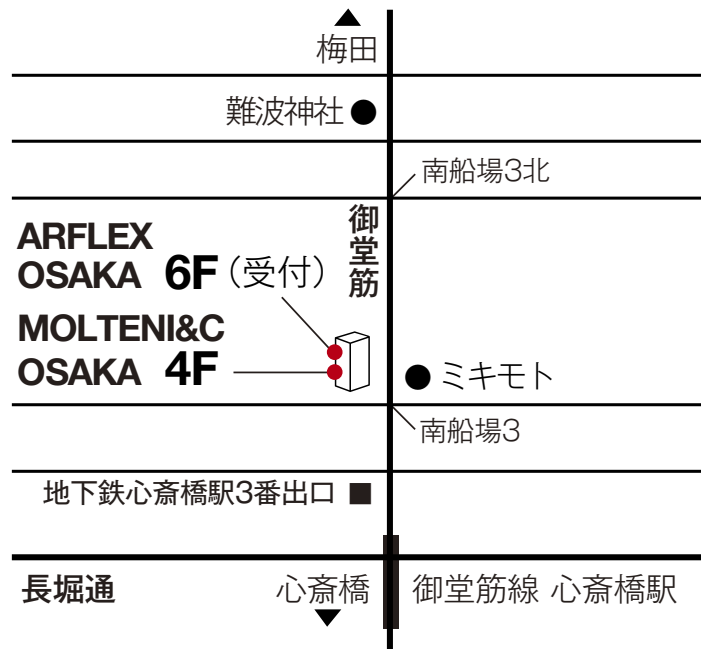 梅田
難波神社
南船場3北
御堂筋
ARFLEX
OSAKA 6F（受付）
MOLTENI&C
OSAKA 4F
ミキモト
南船場3
地下鉄心斎橋駅3番出口
長堀通
心斎橋
御堂筋線 心斎橋駅